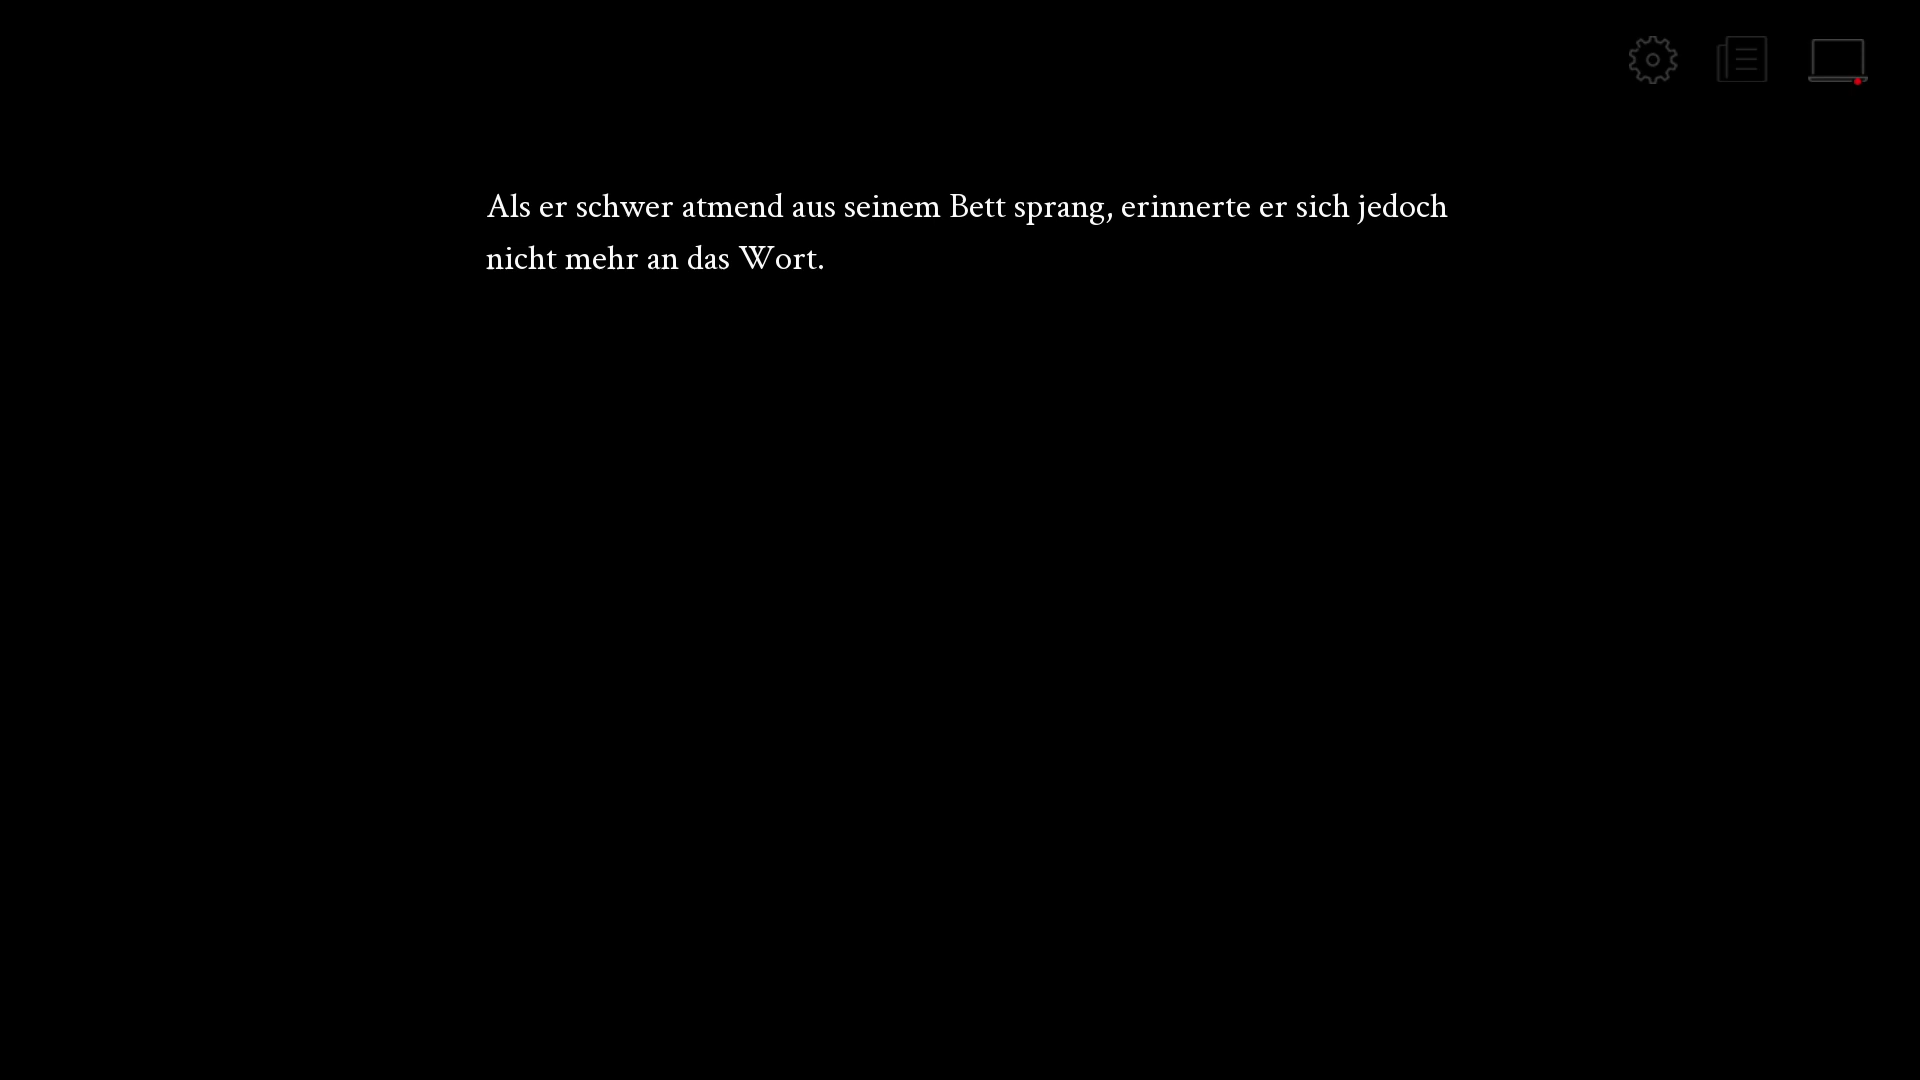 Als er schwer atmend aus seinem Bett sprang, erinnerte er sich jedoch
nicht mehr an das Wort.